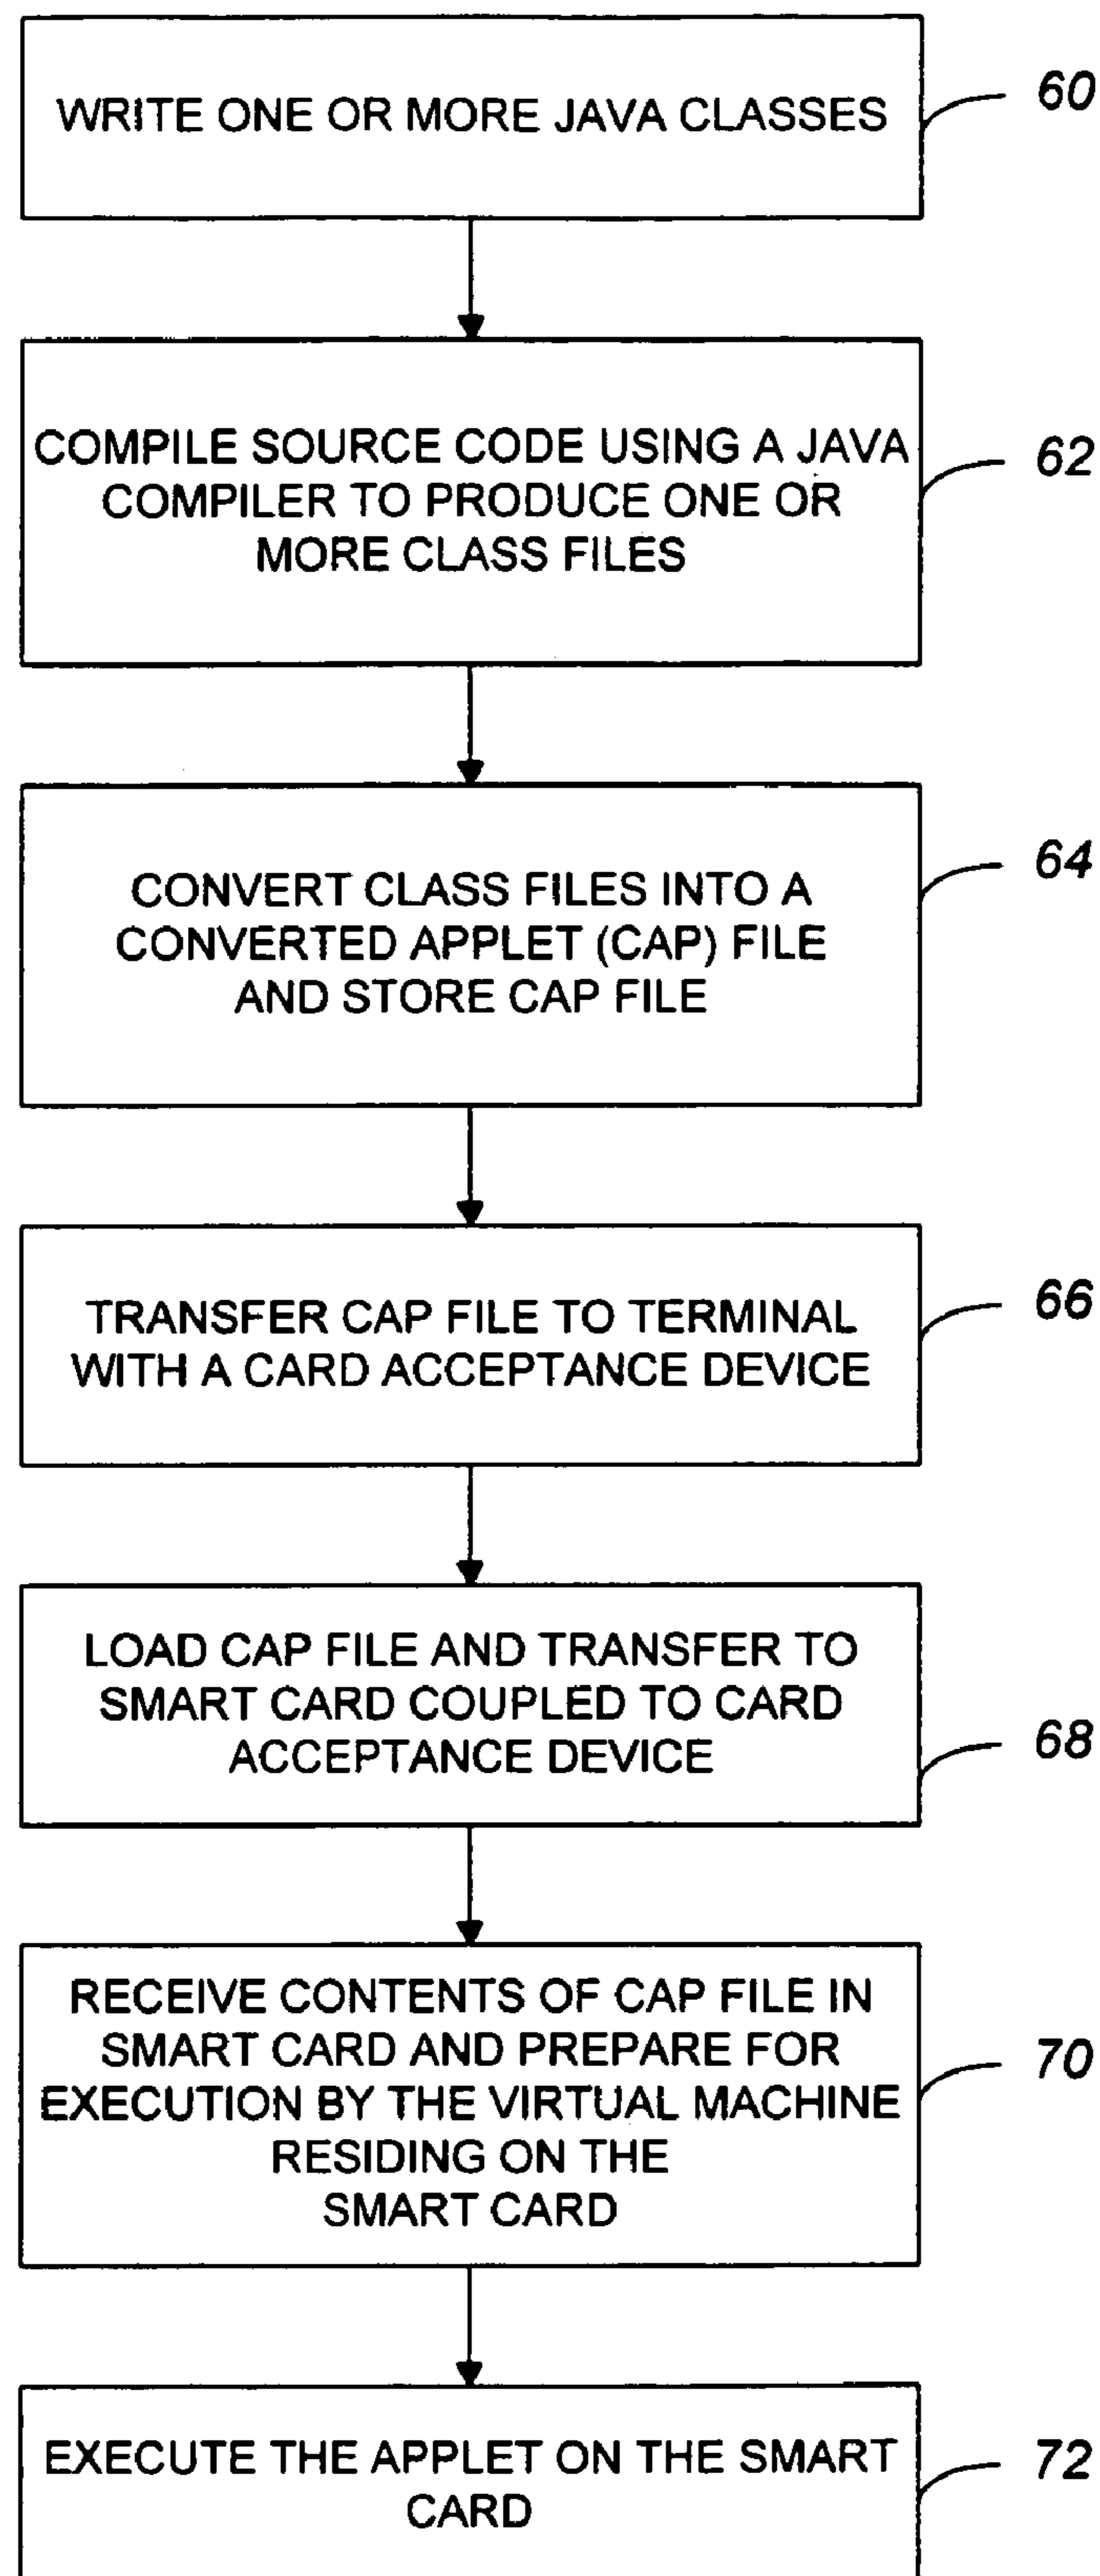 WRITE ONE OR MORE JAVA CLASSES
60
COMPILE SOURCE CODE USING A JAVA
COMPILER TO PRODUCE ONE OR
MORE CLASS FILES
62
CONVERT CLASS FILES INTO A
CONVERTED APPLET (CAP) FILE
AND STORE CAP FILE
64
TRANSFER CAP FILE TO TERMINAL
WITH A CARD ACCEPTANCE DEVICE
66
LOAD CAP FILE AND TRANSFER TO
SMART CARD COUPLED TO CARD
ACCEPTANCE DEVICE
68
RECEIVE CONTENTS OF CAP FILE IN
SMART CARD AND PREPARE FOR
EXECUTION BY THE VIRTUAL MACHINE
RESIDING ON THE
SMART CARD
70
EXECUTE THE APPLET ON THE SMART
CARD
72